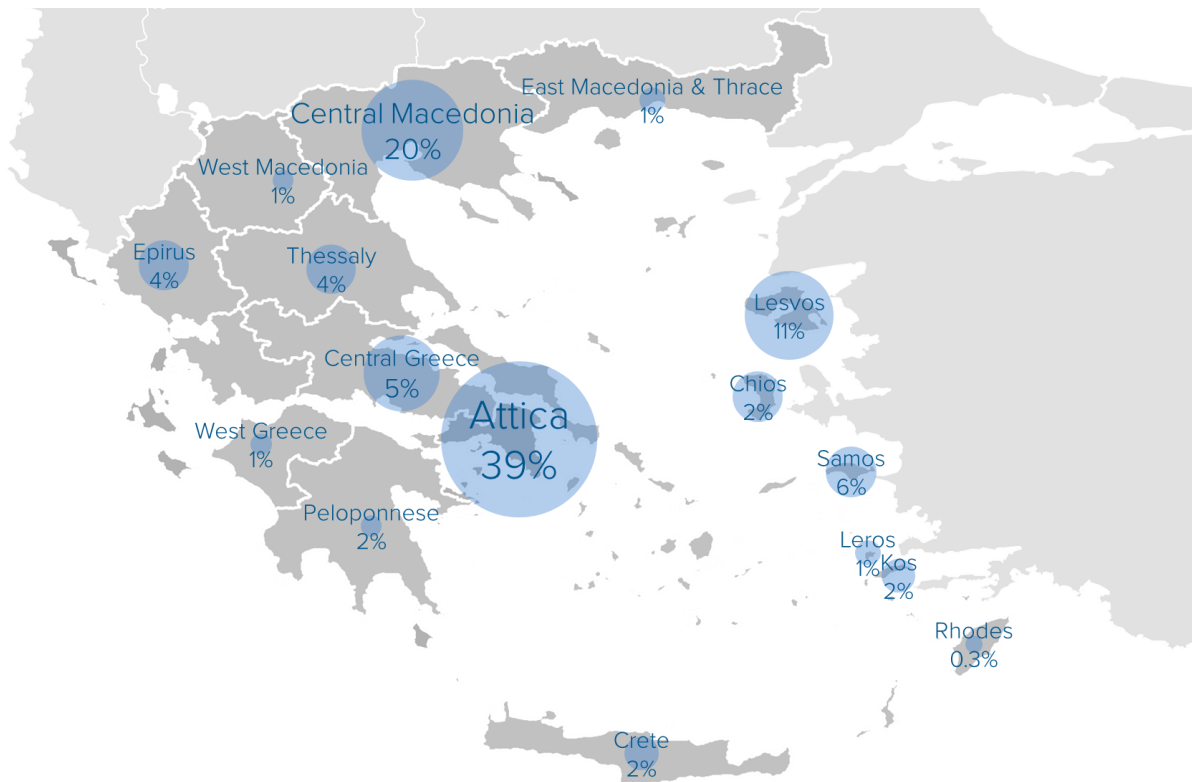 East Macedonia & Thrace
1%
Central Macedonia
20%
West Macedonia
1%
Epirus
4%
Thessaly
4%
Lesvos
11%
Central Greece
5%
Chios
2%
Attica
39%
West Greece
1%
Samos
6%
Peloponnese
2%
Leros
1%
Kos
2%
Rhodes
0.3%
Crete
2%